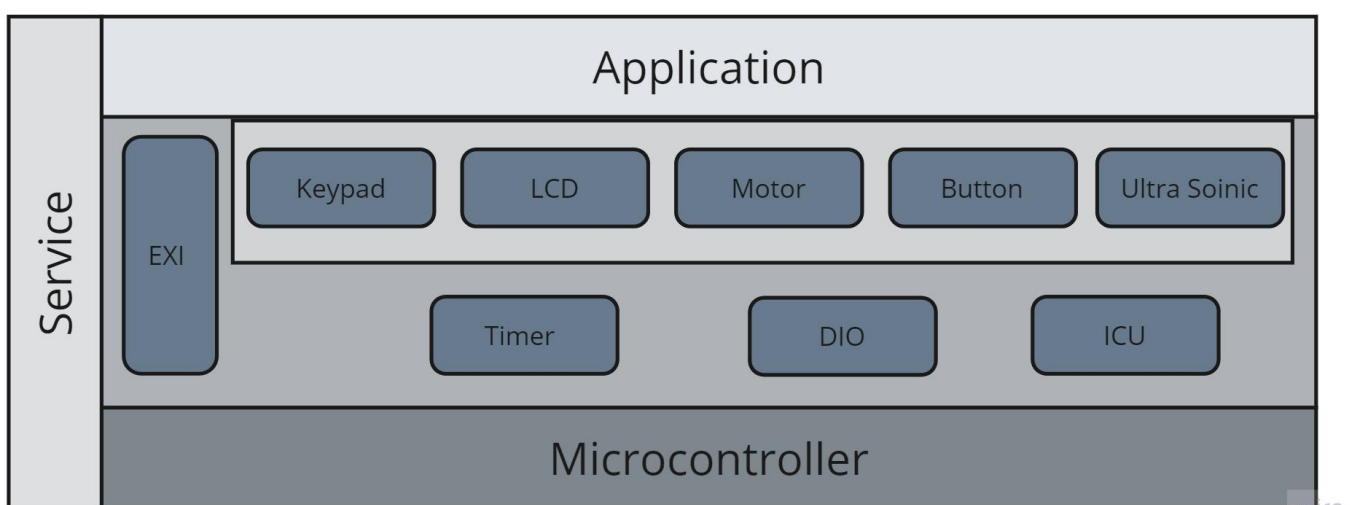 Application
Service
Keypad
LCD
Motor
Button
Ultra Soinic
EXI
Timer
DIO
ICU
Microcontroller